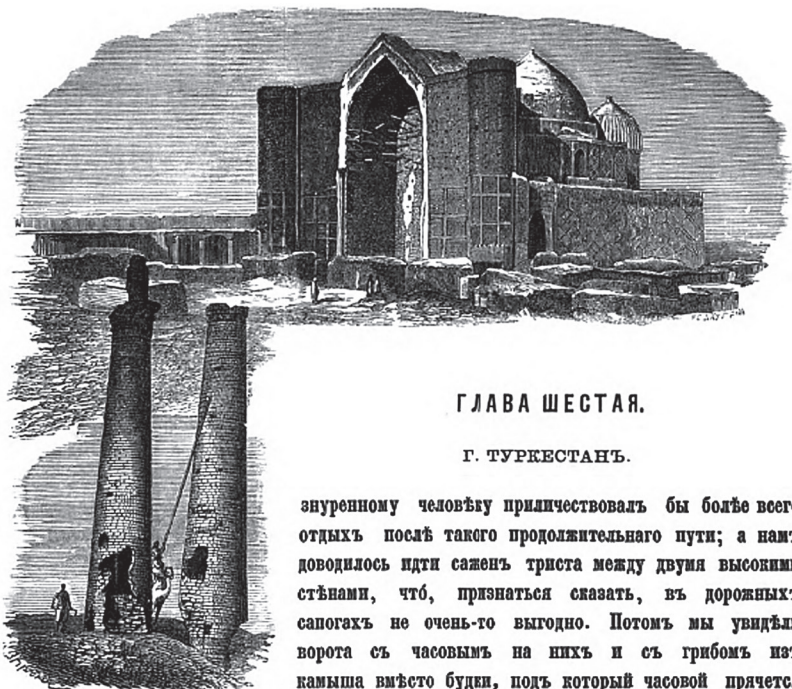 ГЛАВА ШЕСТАЯ.
Г. ТУРКЕСТАНЪ.
знуренному человѣку приличествовалъ бы болѣе всег
отдыхъ послѣ такого продолжительнаго пути; а нам
доводилось идти саженъ триста между двумя высоким
стѣнами, чтó, признаться сказать, въ дорожных
сапогахъ не очень-то выгодно. Потомъ мы увидѣл
ворота съ часовымъ на нихъ и съ грибомъ из
камыша вмѣсто будки, подъ который часовой прячетс